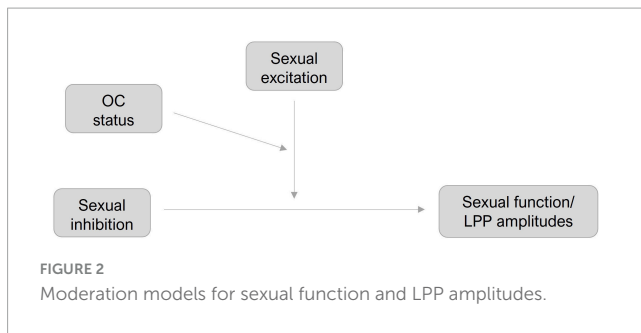 Sexual
excitation
OC
status
Sexual
inhibition
Sexual function/
LPP amplitudes
FIGURE 2
Moderation models for sexual function and LPP amplitudes.